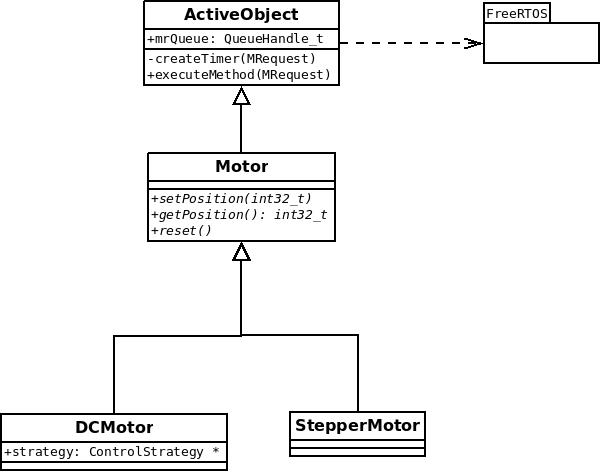 ActiveObject
+mrQueue: QueueHandle_t
-createTimer(MRequest)
+executeMethod(MRequest)
FreeRTOS
Motor
+setPosition(int32_t)
+getPosition(): int32_t
+reset()
DCMotor
+strategy: ControlStrategy *
StepperMotor